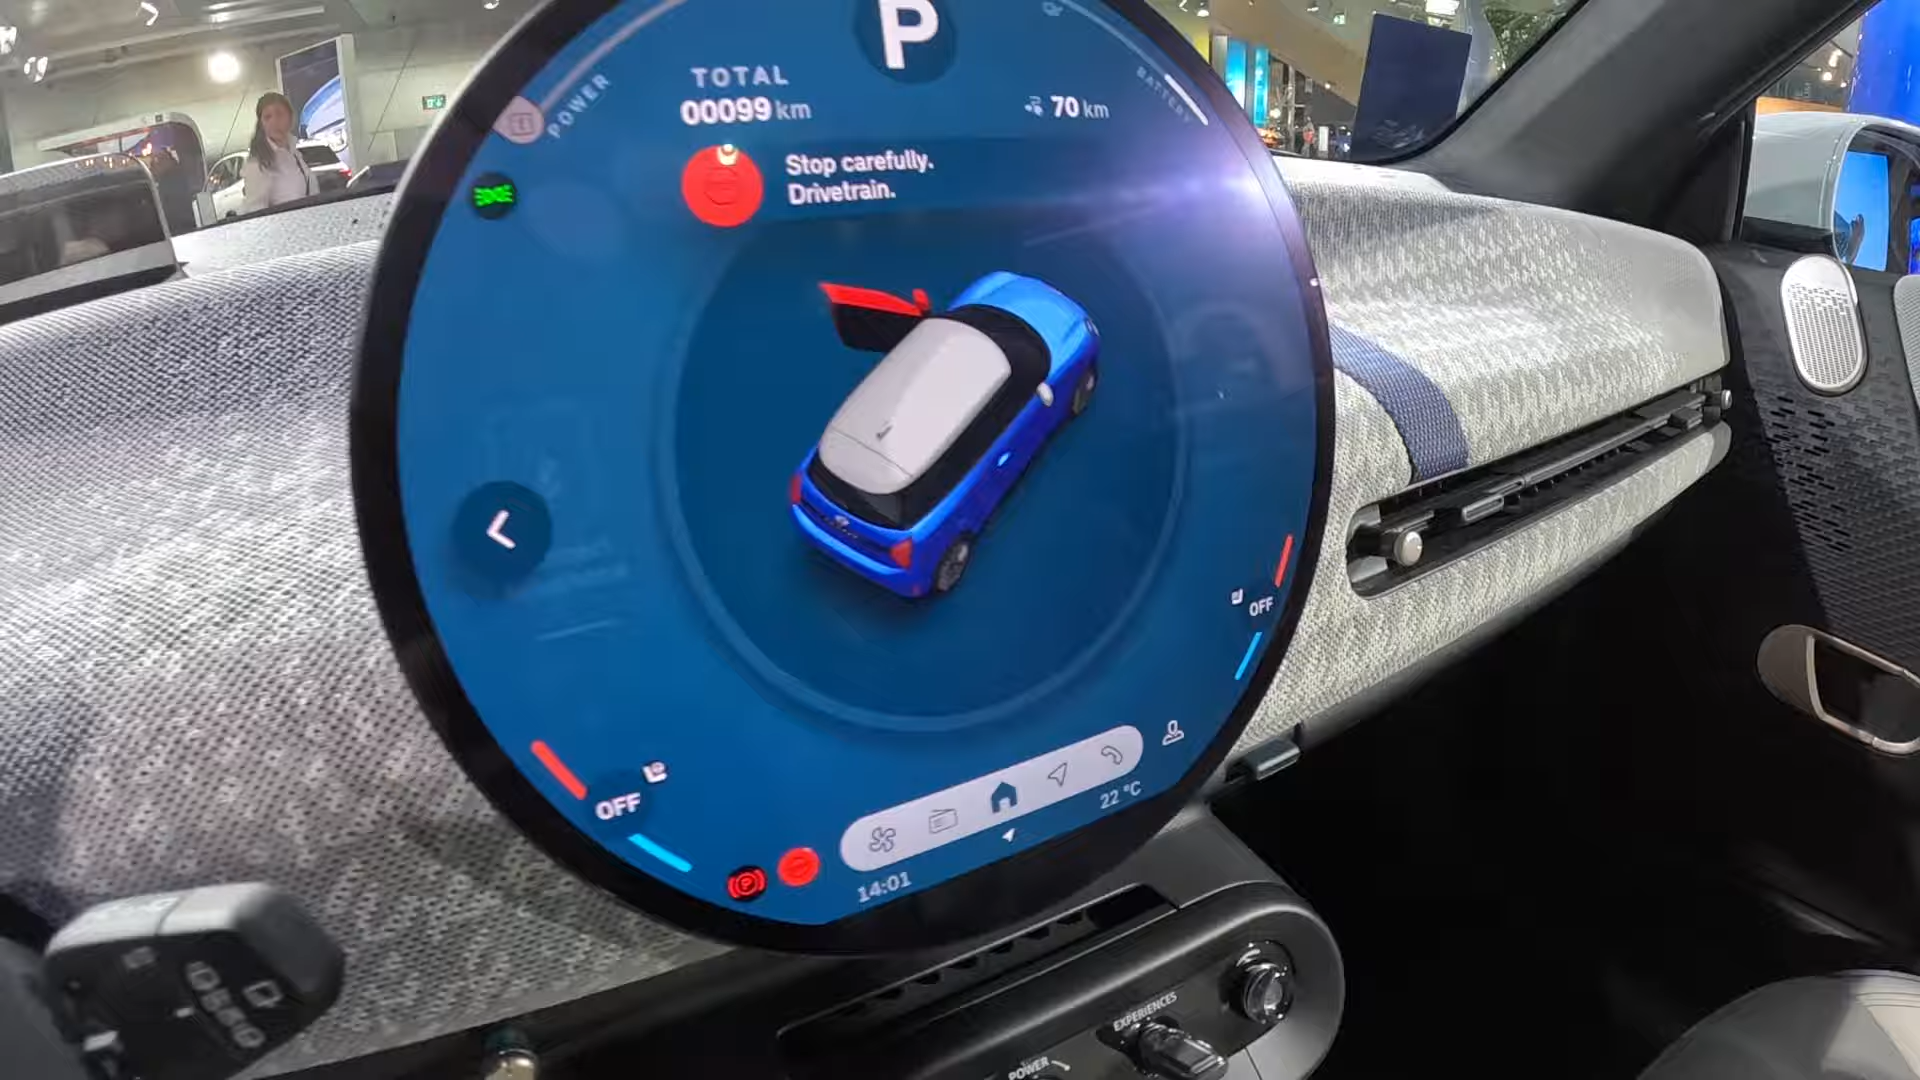 P
POWER
TOTAL
00099 km
70 km
BATTERY
Stop carefully.
Drivetrain.
OFF
OFF
22 °C
14:01
P
EXPERIENCES
POWER